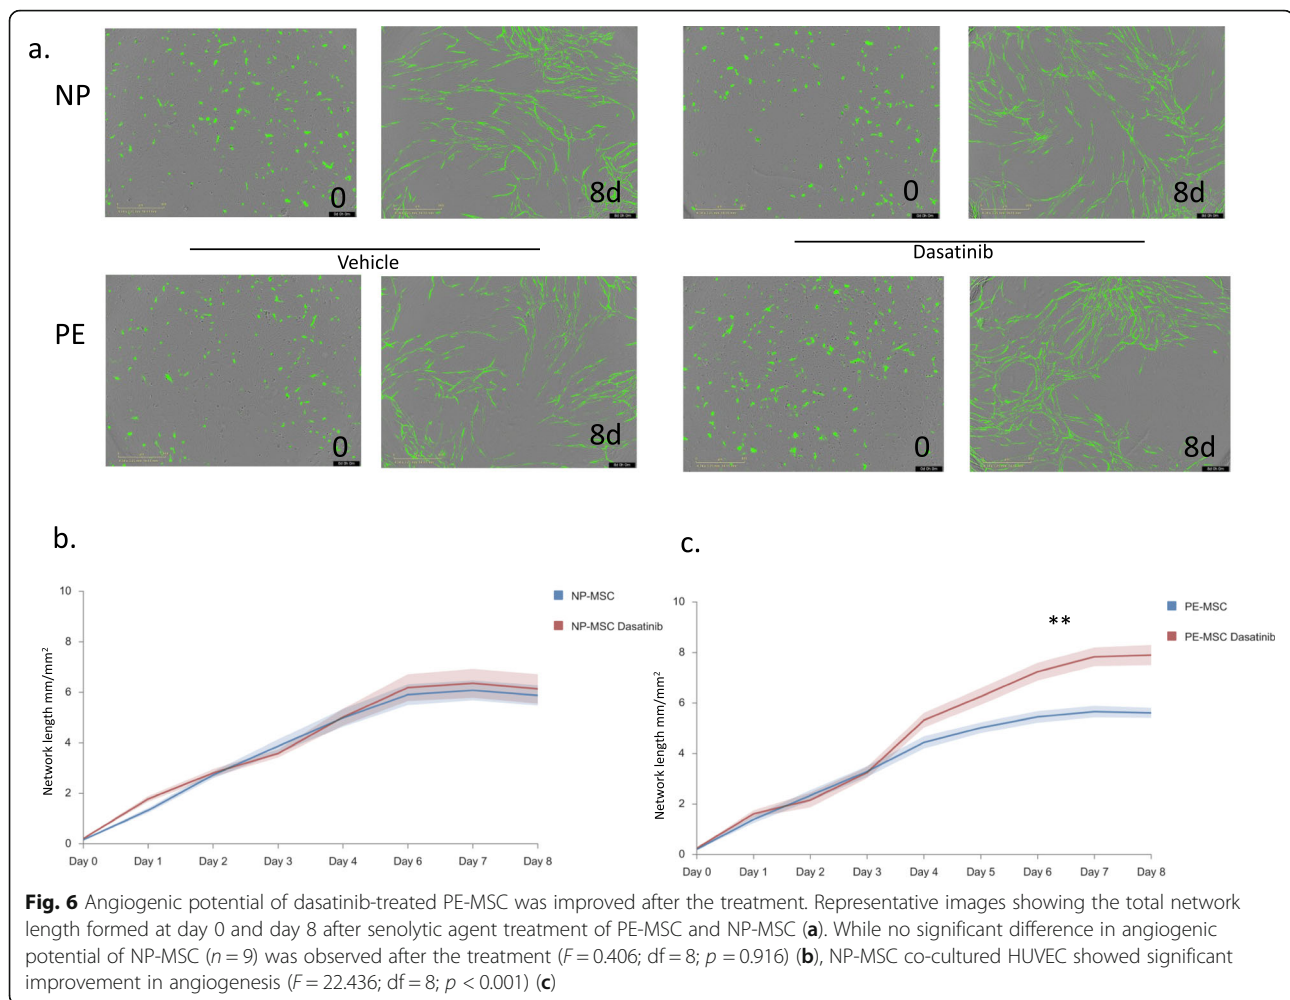 a.
NP
0
8d
0
8d
Vehicle
Dasatinib
PE
0
8d
0
8d
b.
Network length mm/mm²
10
8
6
4
2
0
Day 0 Day 1 Day 2 Day 3 Day 4 Day 6 Day 7 Day 8
NP-MSC
NP-MSC Dasatinib
c.
Network length mm/mm²
10
8
6
4
2
0
Day 0 Day 1 Day 2 Day 3 Day 4 Day 5 Day 6 Day 7 Day 8
**
PE-MSC
PE-MSC Dasatinib
Fig. 6 Angiogenic potential of dasatinib-treated PE-MSC was improved after the treatment. Representative images showing the total network
length formed at day 0 and day 8 after senolytic agent treatment of PE-MSC and NP-MSC (a). While no significant difference in angiogenic
potential of NP-MSC (n = 9) was observed after the treatment (F = 0.406; df = 8; p = 0.916) (b), NP-MSC co-cultured HUVEC showed significant
improvement in angiogenesis (F = 22.436; df = 8; p < 0.001) (c)